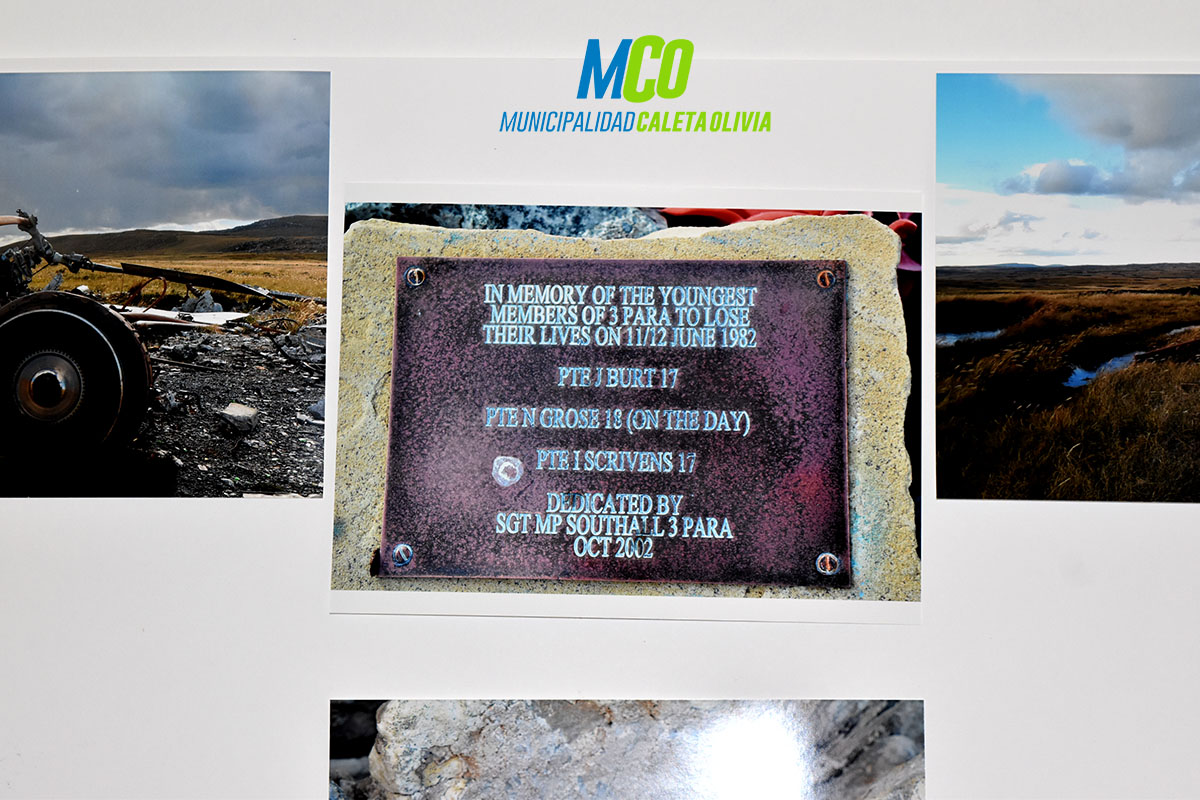 MCO
MUNICIPALIDAD CALETA OLIVIA
IN MEMORY OF THE YOUNGEST
MEMBERS OF 3 PARA TO LOSE
THEIR LIVES ON 11/12 JUNE 1982
PTE J BURT 17
PTE N GROSE 18 (ON THE DAY)
PTE I SCRIVENS 17
DEDICATED BY
SGT MP SOUTHALL 3 PARA
OCT 2002